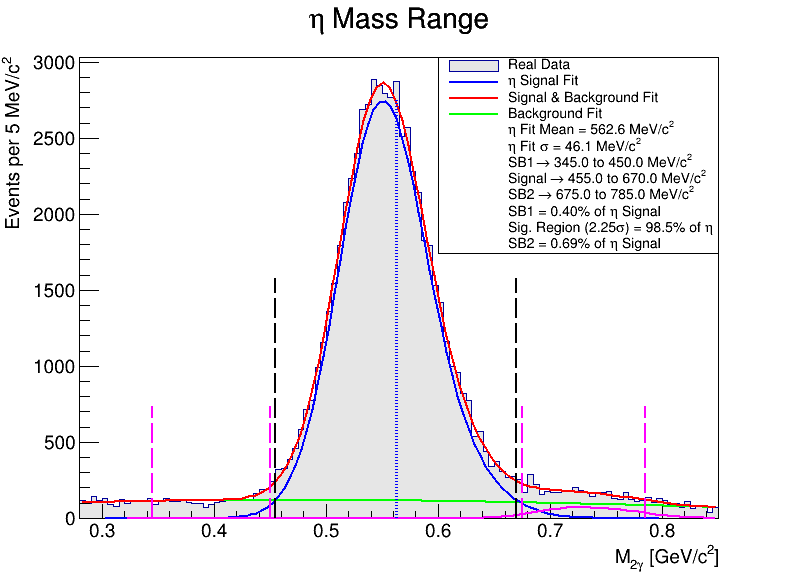 η Mass Range
Events per 5 MeV/c²
3000
2500
2000
1500
1000
500
0
Real Data
η Signal Fit
Signal & Background Fit
Background Fit
η Fit Mean = 562.6 MeV/c²
η Fit σ = 46.1 MeV/c²
SB1 → 345.0 to 450.0 MeV/c²
Signal → 455.0 to 670.0 MeV/c²
SB2 → 675.0 to 785.0 MeV/c²
SB1 = 0.40% of η Signal
Sig. Region (2.25σ) = 98.5% of η
SB2 = 0.69% of η Signal
0.3 0.4 0.5 0.6 0.7 0.8
M₂γ [GeV/c²]